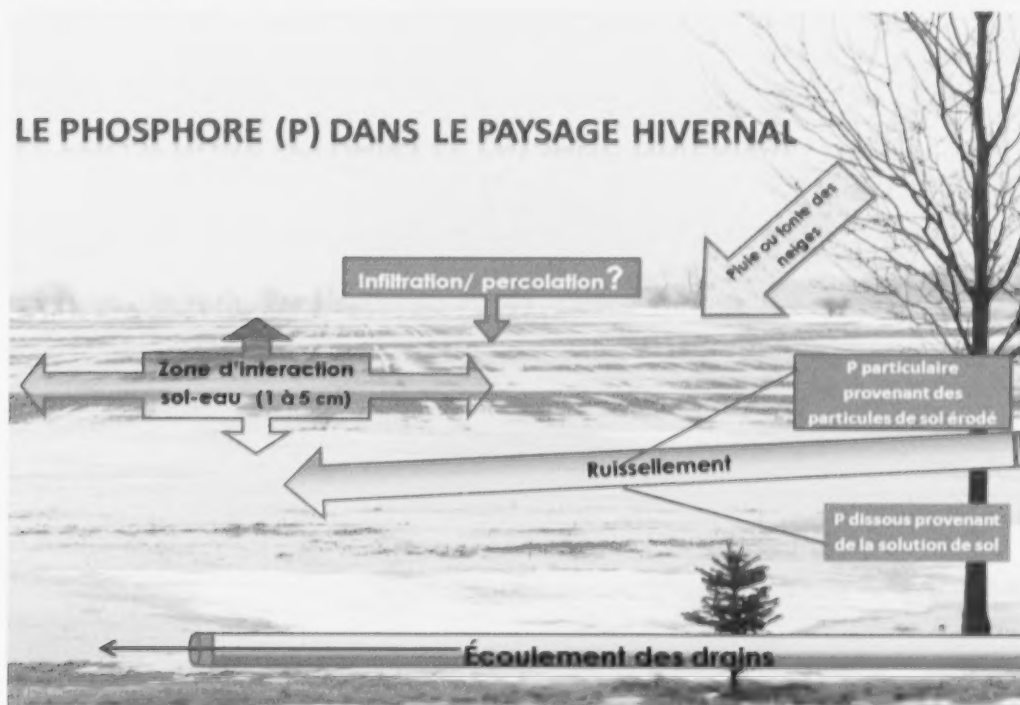 LE PHOSPHORE (P) DANS LE PAYSAGE HIVERNAL
Pluie ou fonte des
neiges
Infiltration/ percolation ?
Zone d'interaction
sol-eau (1 à 5 cm)
P particulaire
provenant des
particules de sol érodé
Ruissellement
P dissous provenant
de la solution de sol
Écoulement des drains